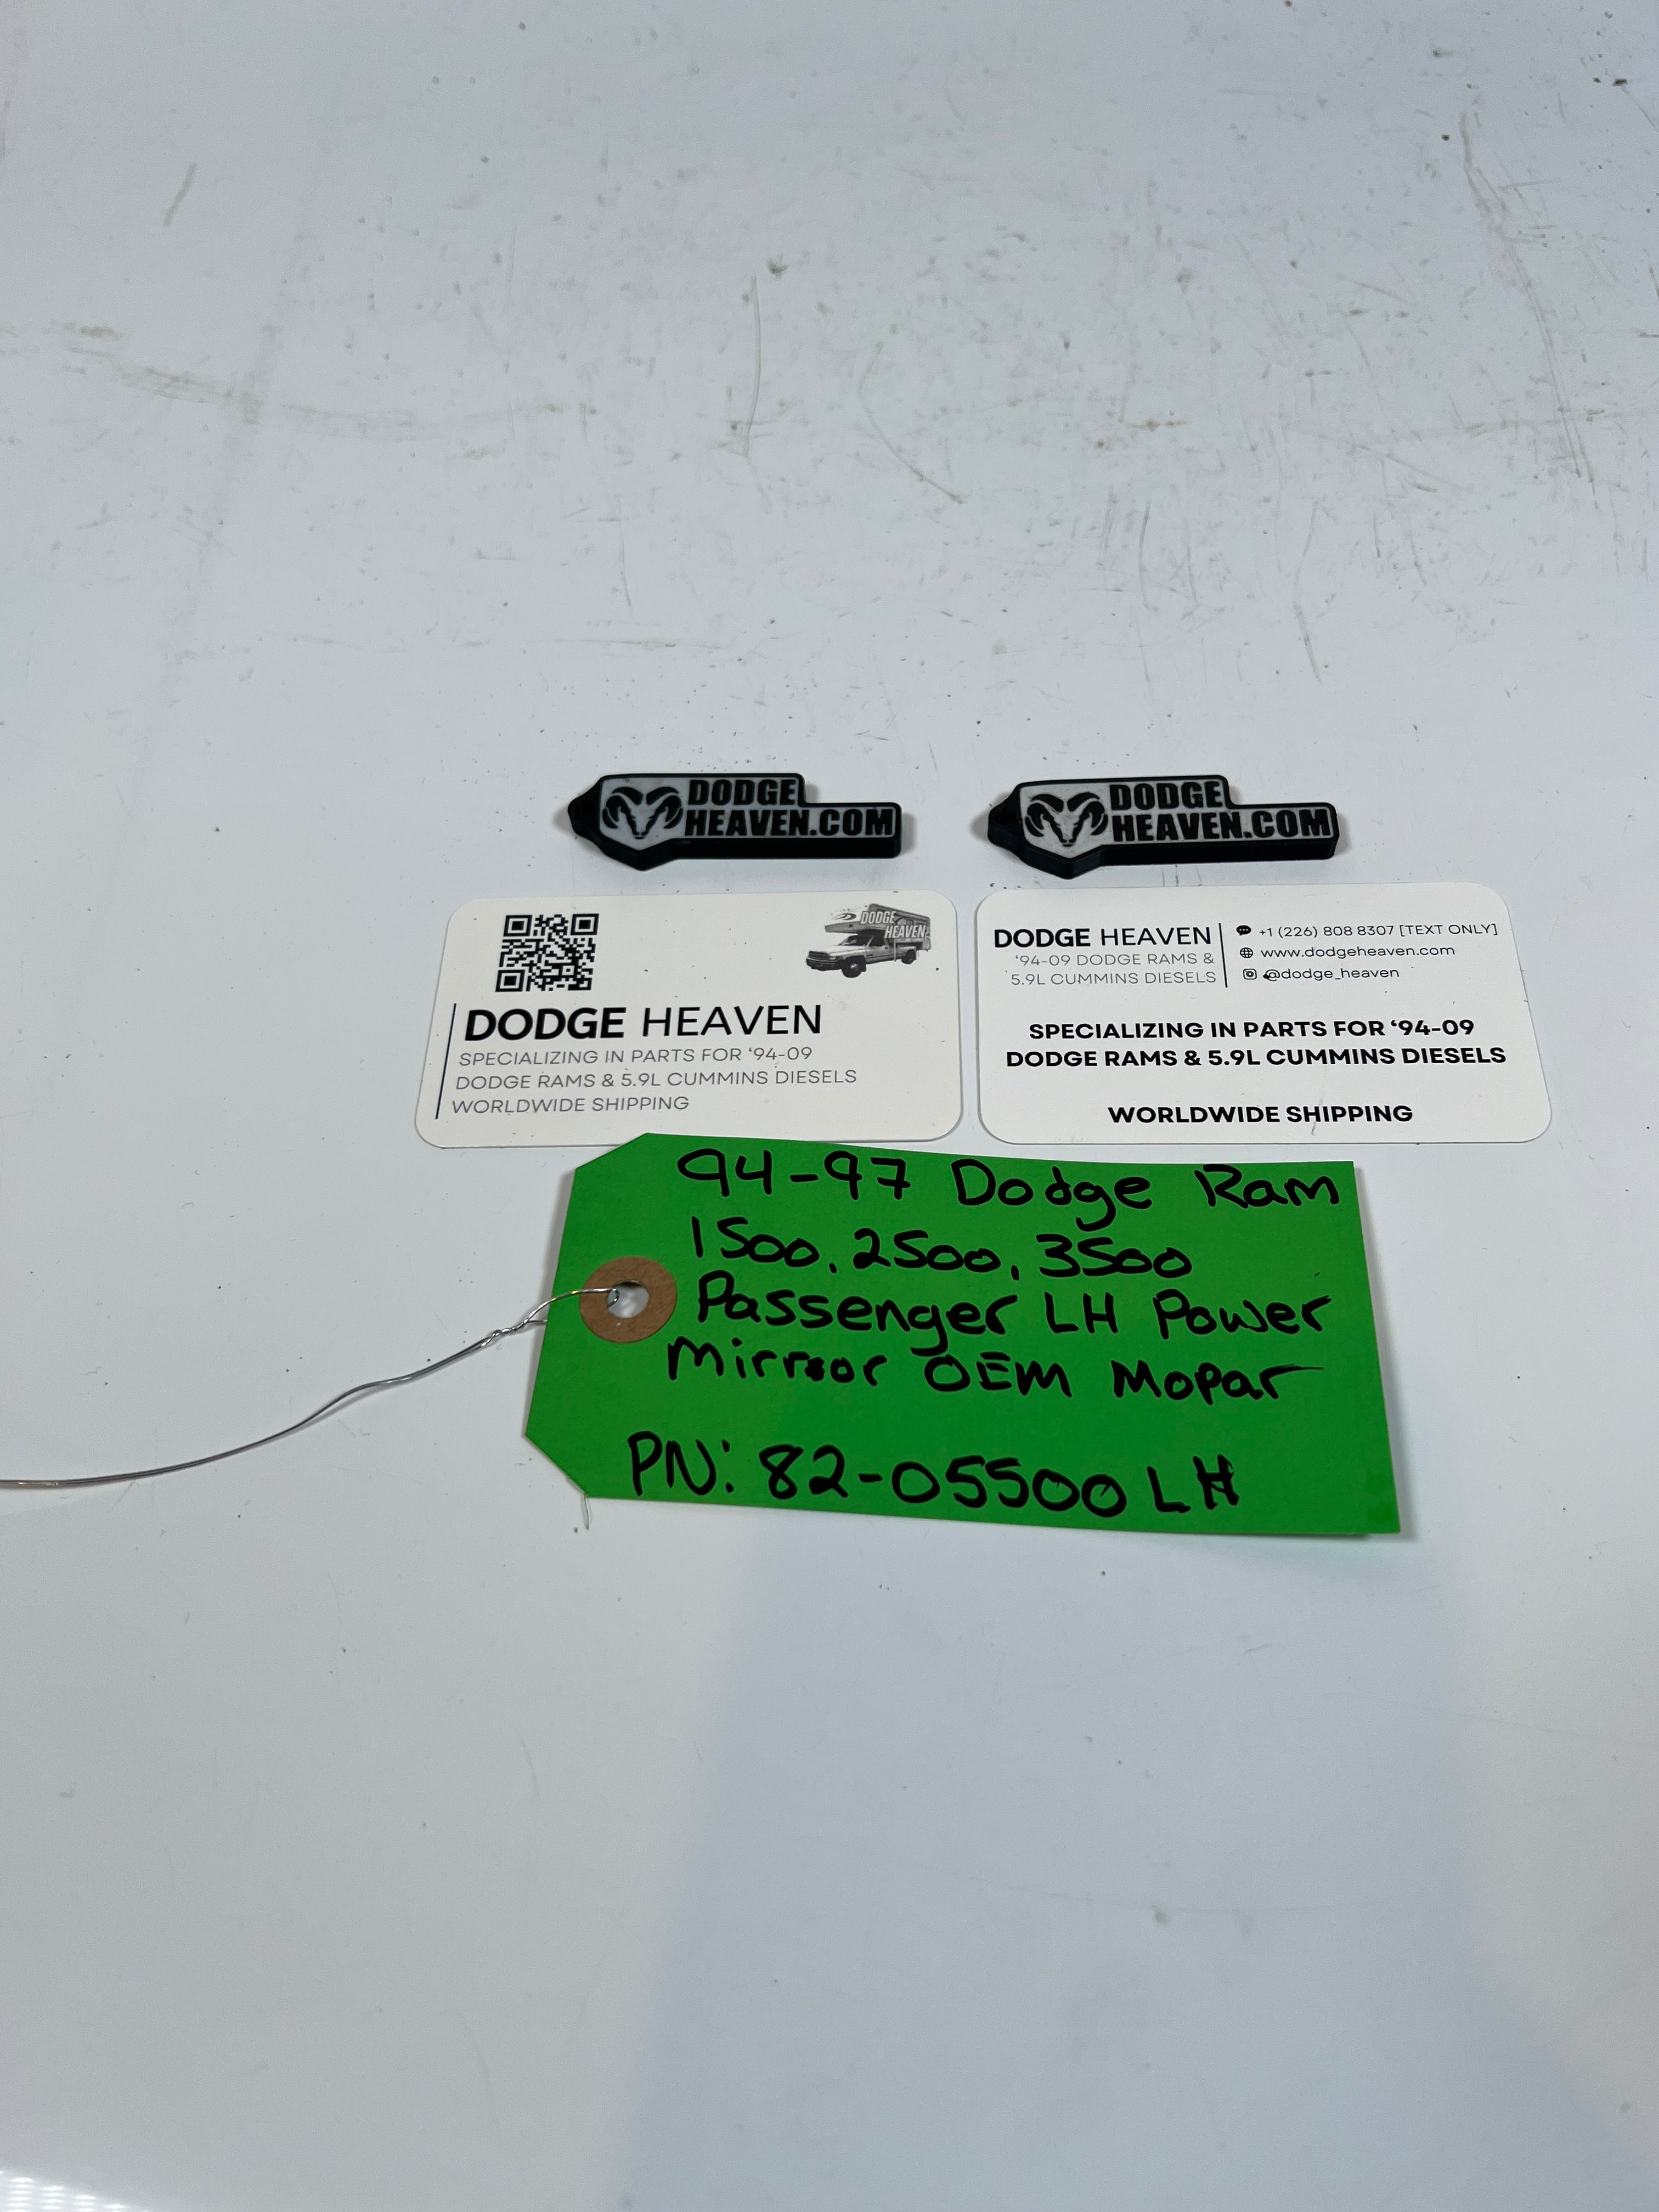 DODGE
HEAVEN.COM
DODGE
HEAVEN.COM
DODGE
HEAVEN
DODGE HEAVEN
SPECIALIZING IN PARTS FOR ‘94-09
DODGE RAMS & 5.9L CUMMINS DIESELS
WORLDWIDE SHIPPING
DODGE HEAVEN
‘94-09 DODGE RAMS &
5.9L CUMMINS DIESELS
+1 (226) 808 8307 [TEXT ONLY]
www.dodgeheaven.com
@dodge_heaven
SPECIALIZING IN PARTS FOR ‘94-09
DODGE RAMS & 5.9L CUMMINS DIESELS
WORLDWIDE SHIPPING
94-97 Dodge Ram
1500, 2500, 3500
Passenger LH Power
Mirror OEM Mopar
PN: 82-05500 LH